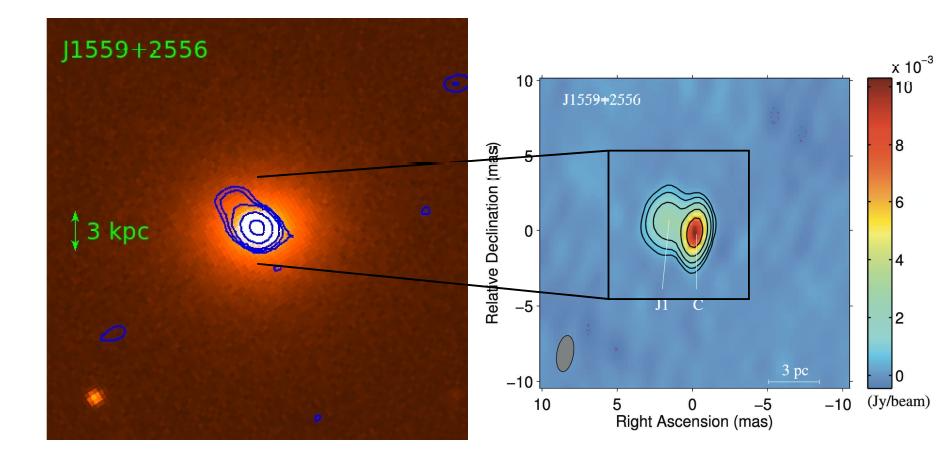 J1559+2556
3 kpc
x 10⁻³
J1559+2556
J1 C
3 pc
10
5
0
−5
−10
10 5 0 −5 −10
Relative Declination (mas)
Right Ascension (mas)
10
8
6
4
2
0
(Jy/beam)